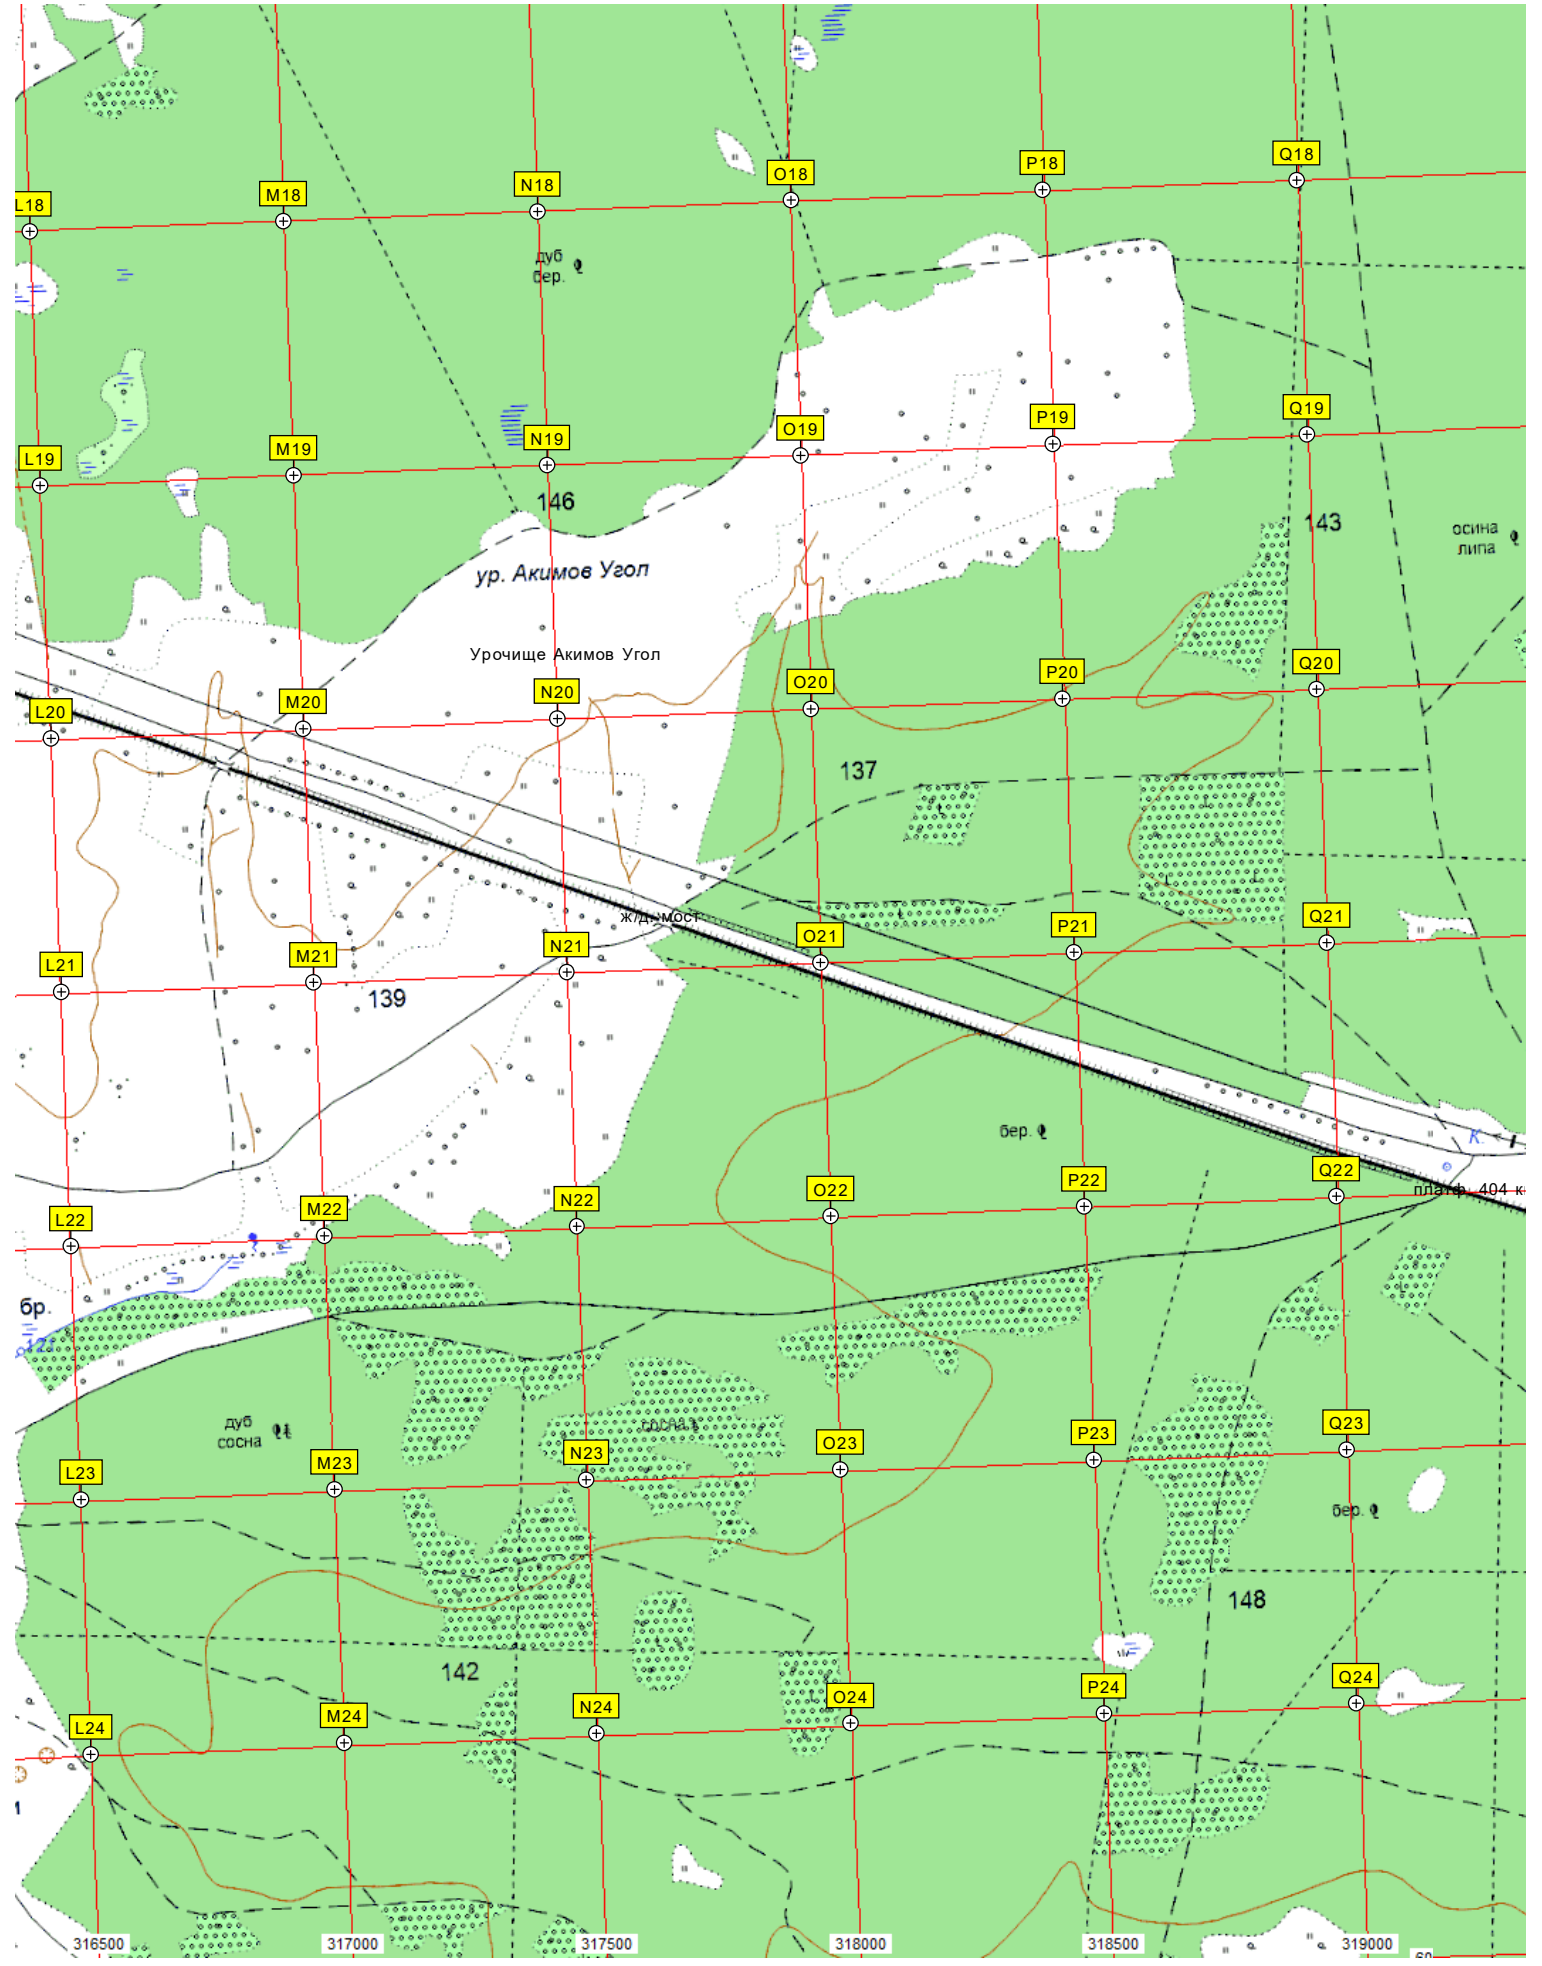 Q18
P18
O18
N18
M18
L18
дуб
бер.
Q19
P19
O19
N19
M19
L19
146
143
осина
липа
ур. Акимов Угол
Урочище Акимов Угол
Q20
P20
O20
N20
M20
L20
137
ж/д. мост
Q21
P21
O21
N21
M21
L21
139
бер.
К.
Q22
платф. 404 к
P22
O22
N22
M22
L22
бр.
дуб
сосна
сосна
Q23
P23
O23
N23
M23
L23
бер.
148
142
Q24
P24
O24
N24
M24
L24
316500
317000
317500
318000
318500
319000